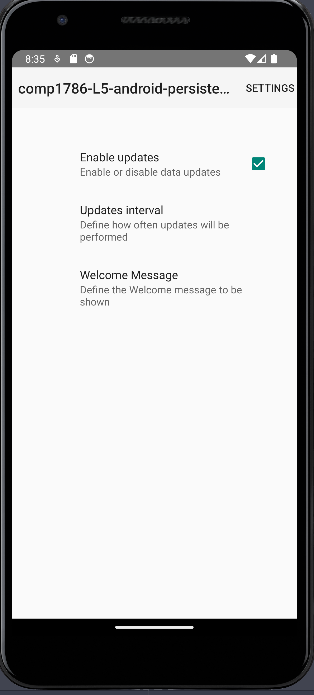 8:35
comp1786-L5-android-persiste... SETTINGS
Enable updates
Enable or disable data updates
Updates interval
Define how often updates will be
performed
Welcome Message
Define the Welcome message to be
shown